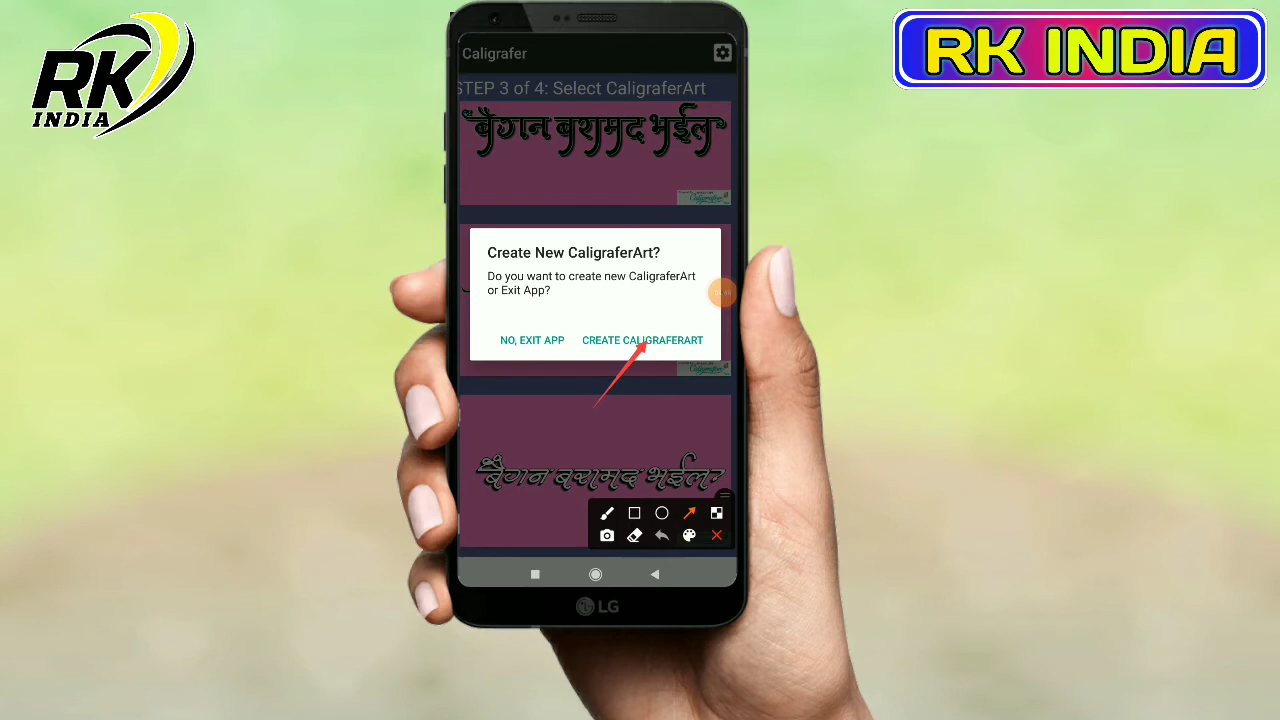 RK
INDIA
RK INDIA
Caligrafer
STEP 3 of 4: Select CaligraferArt
बैगन बरामद भईल
Caligrafer
Create New CaligraferArt?
Do you want to create new CaligraferArt
or Exit App?
NO, EXIT APP
CREATE CALIGRAFERART
Caligrafer
बैगन बरामद भईल
LG